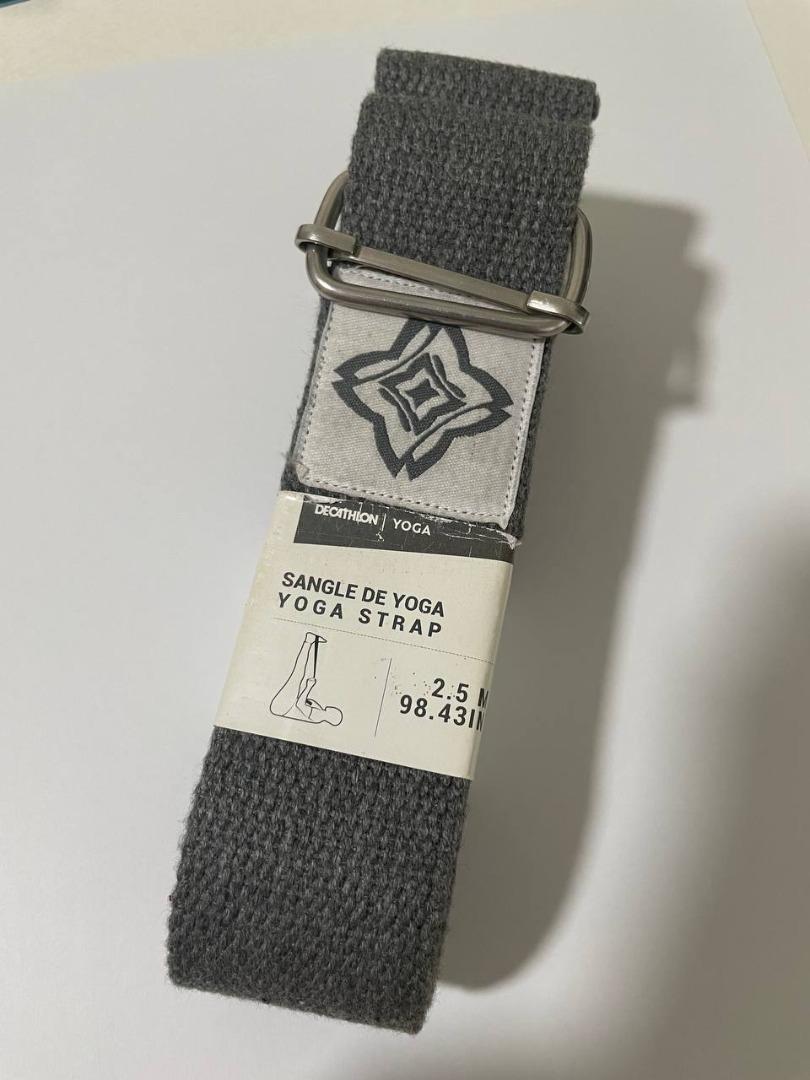 DECATHLON | YOGA
SANGLE DE YOGA
YOGA STRAP
2.5 M
98.43IN